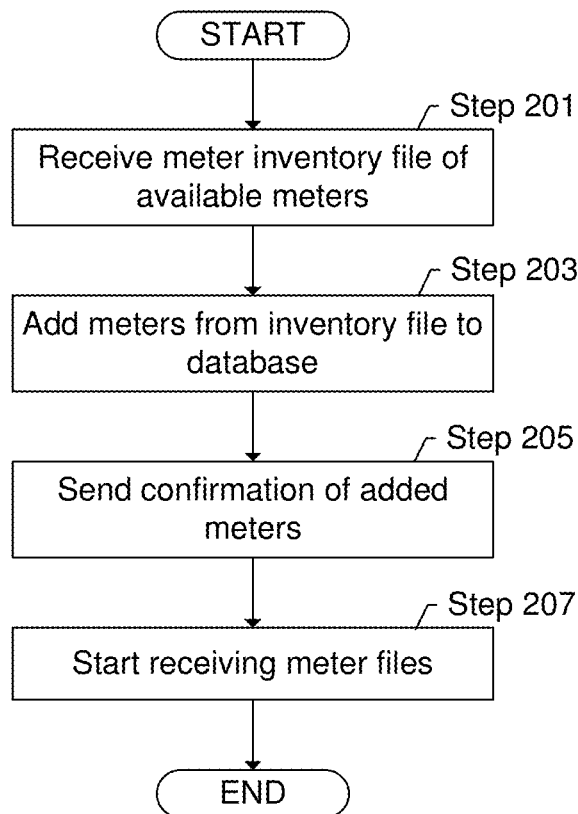 START
Step 201
Receive meter inventory file of
available meters
Step 203
Add meters from inventory file to
database
Step 205
Send confirmation of added
meters
Step 207
Start receiving meter files
END